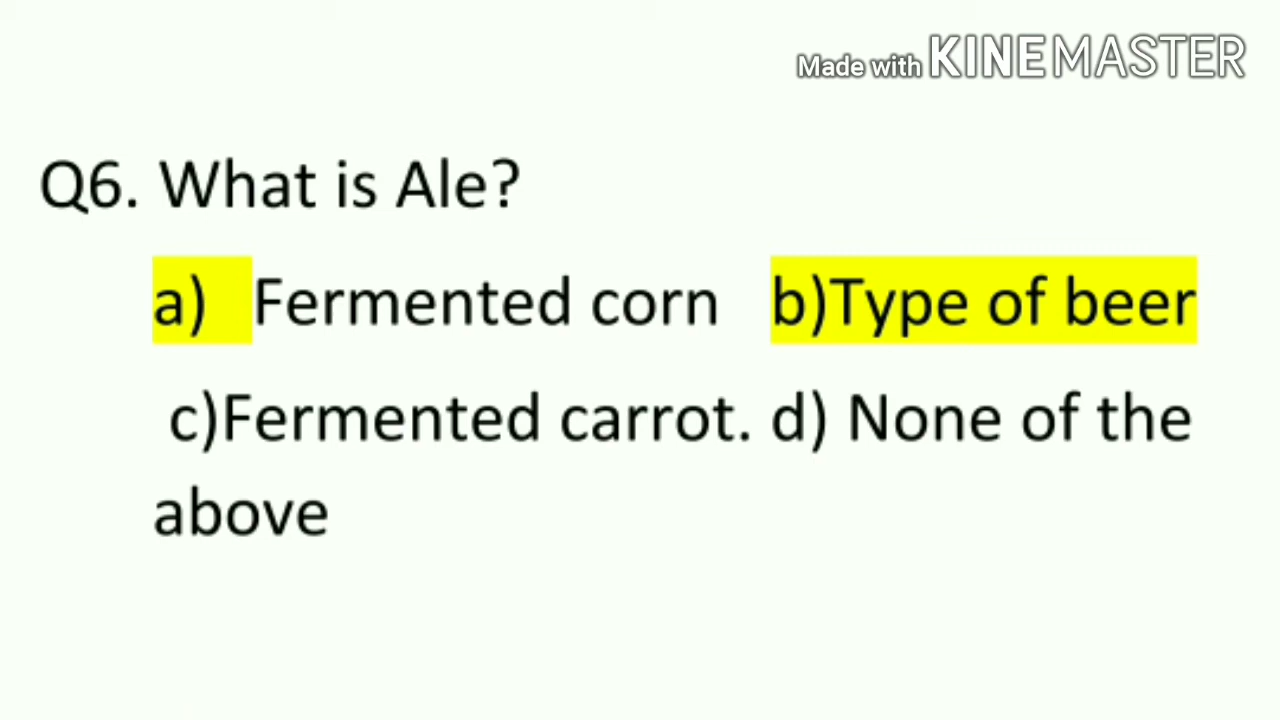 Made with KINEMASTER
Q6. What is Ale?
a) Fermented corn b)Type of beer
c)Fermented carrot. d) None of the
above